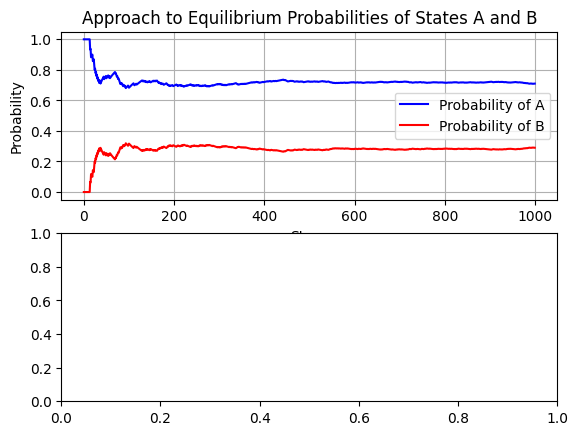 Approach to Equilibrium Probabilities of States A and B
1.0
0.8
0.6
0.4
0.2
0.0
Probability
Probability of A
Probability of B
0 200 400 600 800 1000
1.0
0.8
0.6
0.4
0.2
0.0
0.0 0.2 0.4 0.6 0.8 1.0